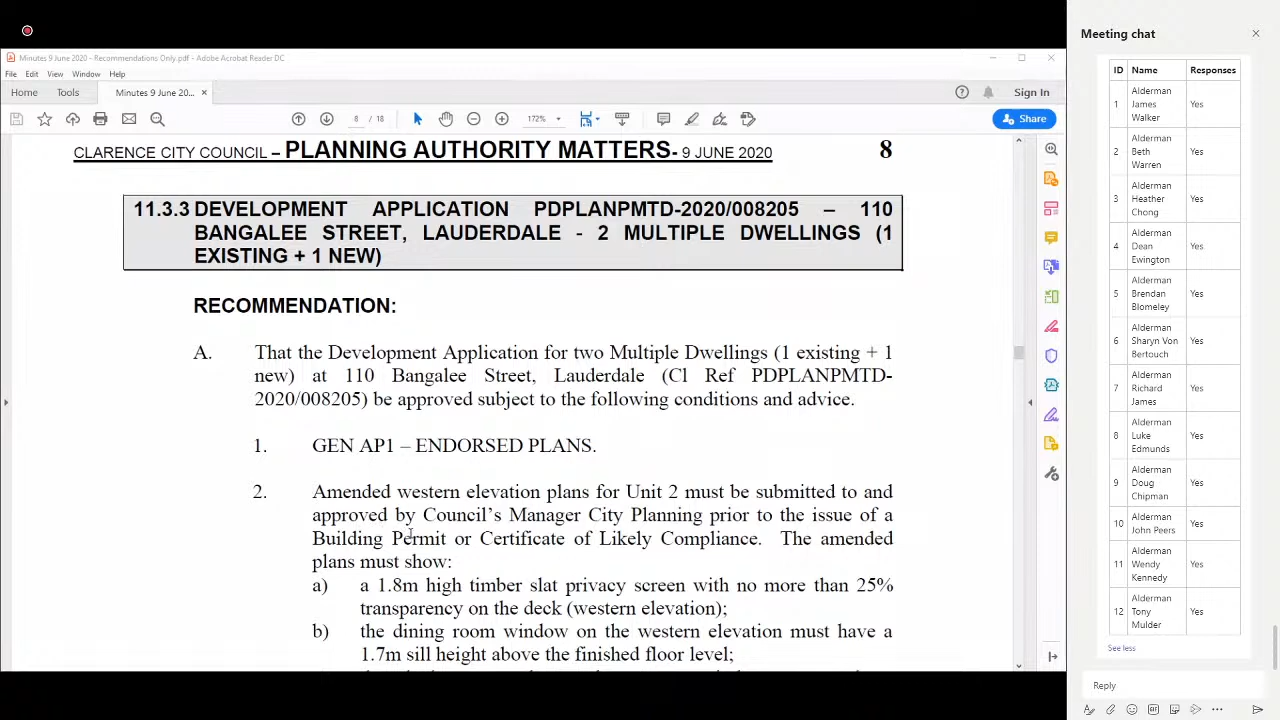 Minutes 9 June 2020 - Recommendations Only.pdf - Adobe Acrobat Reader DC
File Edit View Window Help
Home Tools Minutes 9 June 20... × Sign In
/ 18 172% Share
CLARENCE CITY COUNCIL – PLANNING AUTHORITY MATTERS- 9 JUNE 2020 8
11.3.3 DEVELOPMENT APPLICATION PDPLANPMTD-2020/008205 – 110
BANGALEE STREET, LAUDERDALE - 2 MULTIPLE DWELLINGS (1
EXISTING + 1 NEW)
RECOMMENDATION:
A. That the Development Application for two Multiple Dwellings (1 existing + 1
new) at 110 Bangalee Street, Lauderdale (Cl Ref PDPLANPMTD-
2020/008205) be approved subject to the following conditions and advice.
1. GEN AP1 – ENDORSED PLANS.
2. Amended western elevation plans for Unit 2 must be submitted to and
approved by Council’s Manager City Planning prior to the issue of a
Building Permit or Certificate of Likely Compliance. The amended
plans must show:
a) a 1.8m high timber slat privacy screen with no more than 25%
transparency on the deck (western elevation);
b) the dining room window on the western elevation must have a
1.7m sill height above the finished floor level;
Meeting chat
ID Name Responses
1 Alderman James Walker Yes
2 Alderman Beth Warren Yes
3 Alderman Heather Chong Yes
4 Alderman Dean Ewington Yes
5 Alderman Brendan Blomeley Yes
6 Alderman Sharyn Von Bertouch Yes
7 Alderman Richard James Yes
8 Alderman Luke Edmunds Yes
9 Alderman Doug Chipman Yes
10 Alderman John Peers Yes
11 Alderman Wendy Kennedy Yes
12 Alderman Tony Mulder Yes
See less
Reply